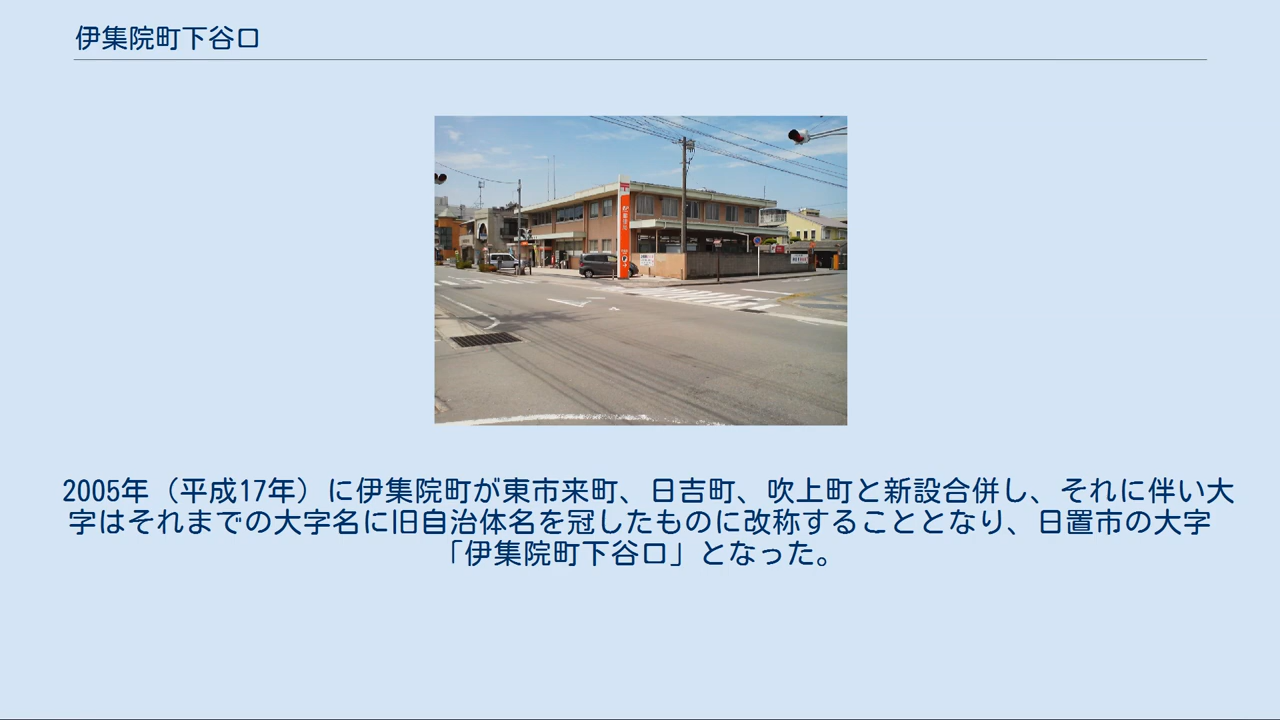 伊集院町下谷口
2005年（平成17年）に伊集院町が東市来町、日吉町、吹上町と新設合併し、それに伴い大
字はそれまでの大字名に旧自治体名を冠したものに改称することとなり、日置市の大字
「伊集院町下谷口」となった。